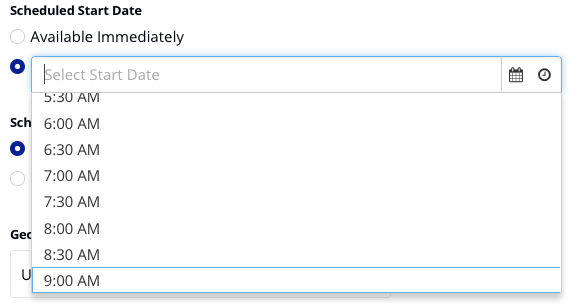 Scheduled Start Date
Available Immediately
Select Start Date
5:30 AM
Sch
6:00 AM
6:30 AM
7:00 AM
7:30 AM
8:00 AM
Geo
8:30 AM
U
9:00 AM